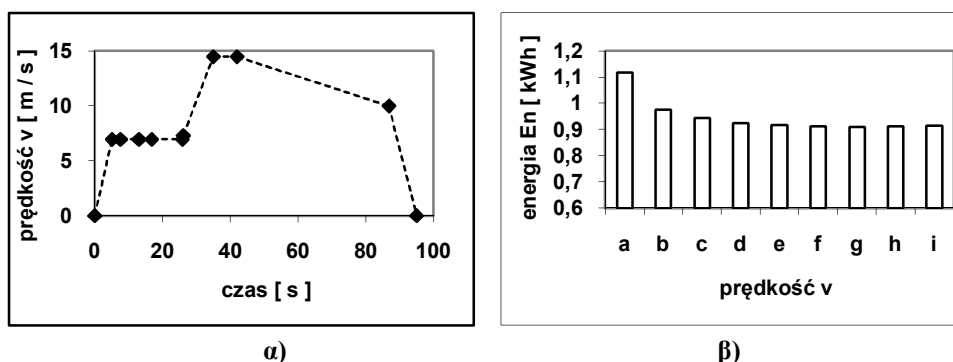 prędkość v [ m / s ]
15
10
5
0
0 20 40 60 80 100
czas [ s ]
α)
energia En [ kWh ]
1,2
1,1
1
0,9
0,8
0,7
0,6
a b c d e f g h i
prędkość v
β)